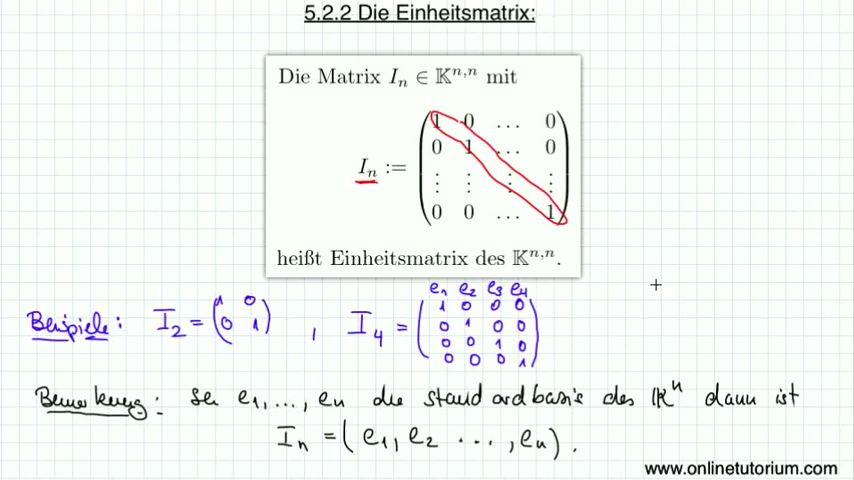 5.2.2 Die Einheitsmatrix:
Die Matrix Iₙ ∈ 𝕂ⁿ,ⁿ mit
1 0 … 0
0 1 … 0
Iₙ :=
⋮ ⋮ ⋮ ⋮
0 0 … 1
heißt Einheitsmatrix des 𝕂ⁿ,ⁿ.
e₁ e₂ e₃ e₄
Beispiele: I₂ = (1 0
0 1) , I₄ = (1 0 0 0
0 1 0 0
0 0 1 0
0 0 0 1)
Bemerkung: Sei e₁, …, eₙ die Standardbasis des ℝⁿ dann ist
Iₙ = (e₁, e₂ …, eₙ).
www.onlinetutorium.com